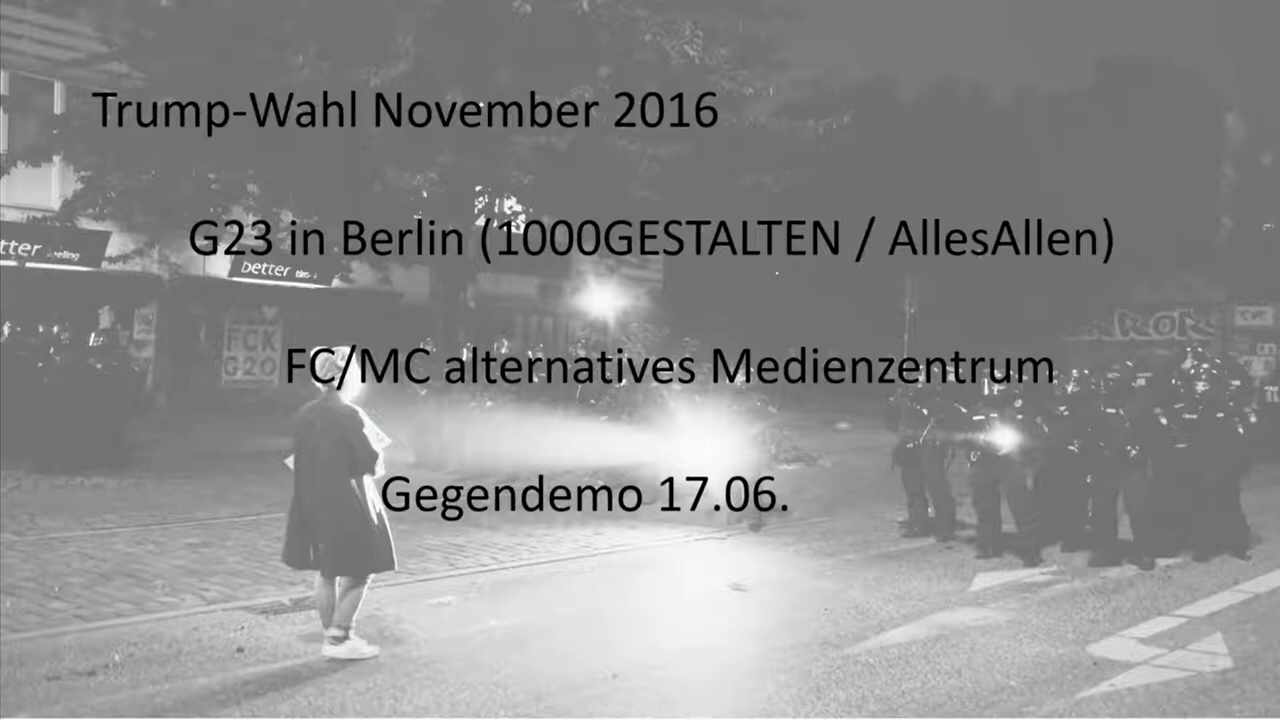 Trump-Wahl November 2016
G23 in Berlin (1000GESTALTEN / AllesAllen)
tter
better
FCK
G20
FC/MC alternatives Medienzentrum
Gegendemo 17.06.